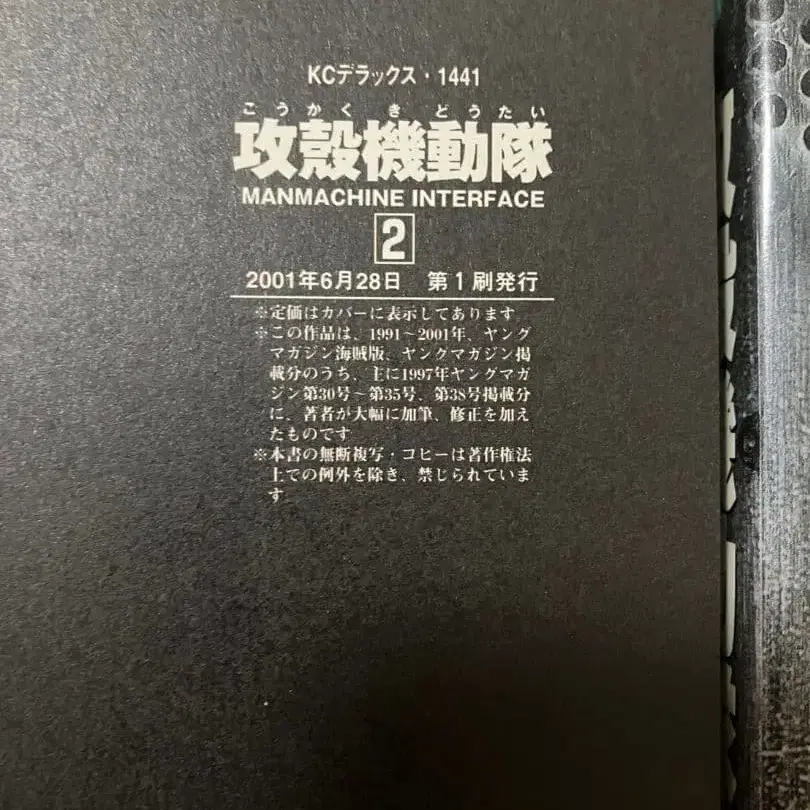 KCデラックス・1441
こうかくきどうたい
攻殻機動隊
MANMACHINE INTERFACE
2
2001年6月28日 第1刷発行
※定価はカバーに表示してあります
※この作品は、1991～2001年、ヤング
マガジン海賊版、ヤングマガジン掲
載分のうち、主に1997年ヤングマガ
ジン第30号～第35号、第38号掲載分
に、著者が大幅に加筆、修正を加え
たものです
※本書の無断複写・コピーは著作権法
上での例外を除き、禁じられていま
す